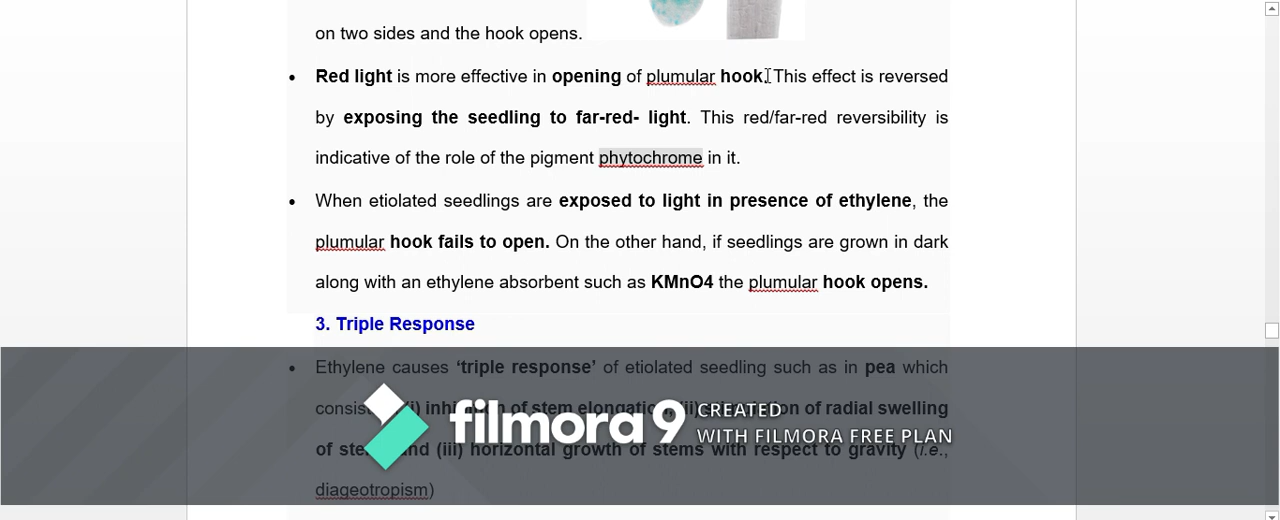 on two sides and the hook opens.
• Red light is more effective in opening of plumular hook. This effect is reversed
by exposing the seedling to far-red- light. This red/far-red reversibility is
indicative of the role of the pigment phytochrome in it.
• When etiolated seedlings are exposed to light in presence of ethylene, the
plumular hook fails to open. On the other hand, if seedlings are grown in dark
along with an ethylene absorbent such as KMnO4 the plumular hook opens.
3. Triple Response
• Ethylene causes ‘triple response’ of etiolated seedling such as in pea which
(i) inhibition of stem elongation, (ii) of radial swelling
of and (iii) horizontal growth of stems with respect to gravity (i.e.,
diageotropism)
filmora 9 CREATED
WITH FILMORA FREE PLAN